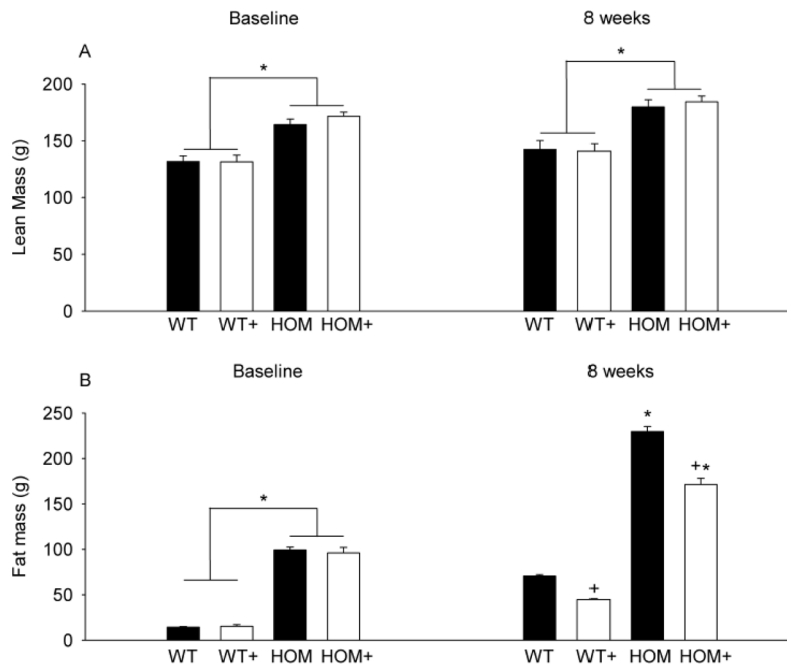 Baseline 8 weeks
A
*
*
200
150
100
50
0
Lean Mass (g)
WT WT+ HOM HOM+ WT WT+ HOM HOM+
B
Baseline 8 weeks
250
200
150
100
50
0
Fat mass (g)
*
+
*
+*
WT WT+ HOM HOM+ WT WT+ HOM HOM+